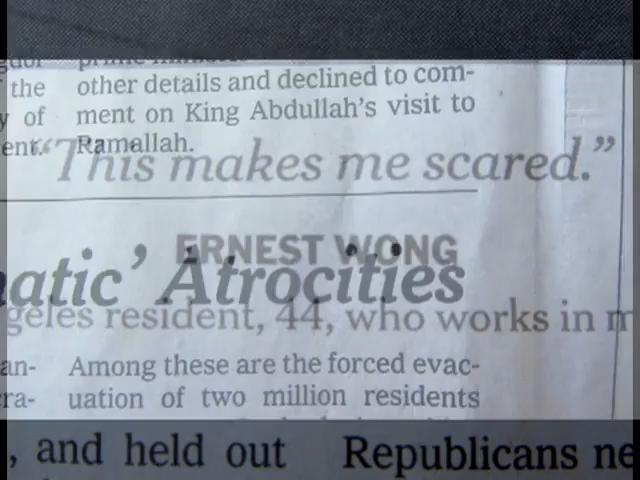 the other details and declined to com-
of ment on King Abdullah's visit to
Ramallah.
"This makes me scared."
ERNEST WONG
atic' Atrocities
geles resident, 44, who works in m
an- Among these are the forced evac-
ra- uation of two million residents
, and held out Republicans ne